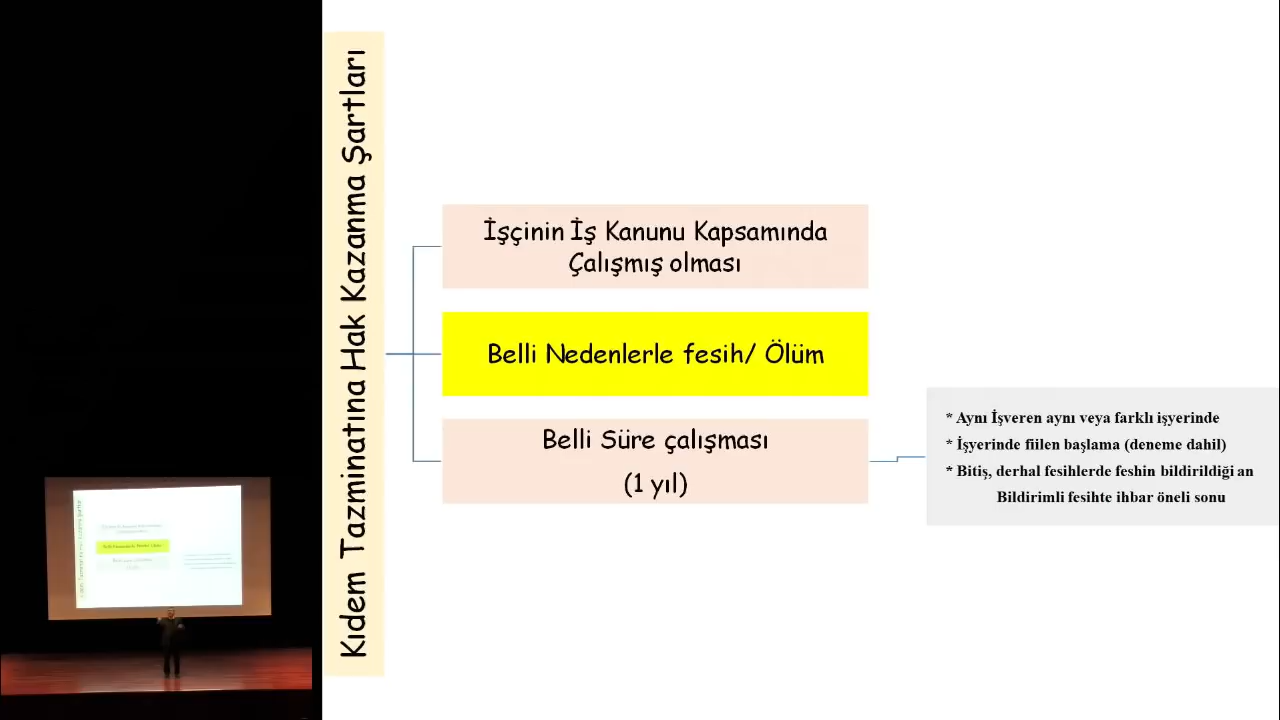 Kıdem Tazminatına Hak Kazanma Şartları
İşçinin İş Kanunu Kapsamında
Çalışmış olması
Belli Nedenlerle fesih/ Ölüm
Belli Süre çalışması
(1 yıl)
* Aynı İşveren aynı veya farklı işyerinde
* İşyerinde fiilen başlama (deneme dahil)
* Bitiş, derhal fesihlerde feshin bildirildiği an
Bildirimli fesihte ihbar öneli sonu